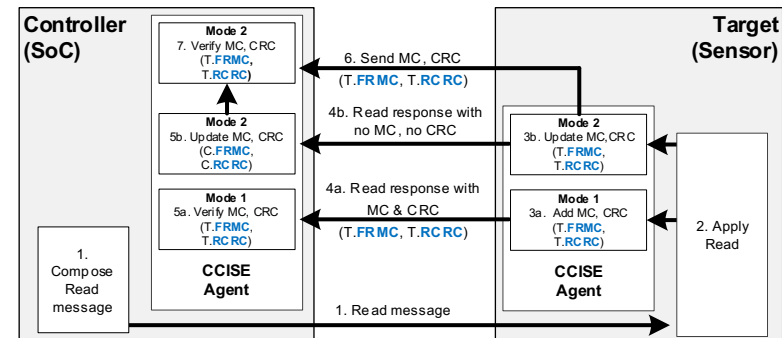 Controller
(SoC)
Mode 2
7. Verify MC, CRC
(T.FRMC,
T.RCRC)
Mode 2
5b. Update MC, CRC
(C.FRMC,
C.RCRC)
Mode 1
5a. Verify MC, CRC
(T.FRMC,
T.RCRC)
CCISE
Agent
1.
Compose
Read
message
6. Send MC, CRC
(T.FRMC, T.RCRC)
4b. Read response with
no MC, no CRC
4a. Read response with
MC & CRC
(T.FRMC, T.RCRC)
1. Read message
Target
(Sensor)
Mode 2
3b. Update MC,CRC
(T.FRMC,
T.RCRC)
Mode 1
3a. Add MC, CRC
(T.FRMC,
T.RCRC)
CCISE
Agent
2. Apply
Read